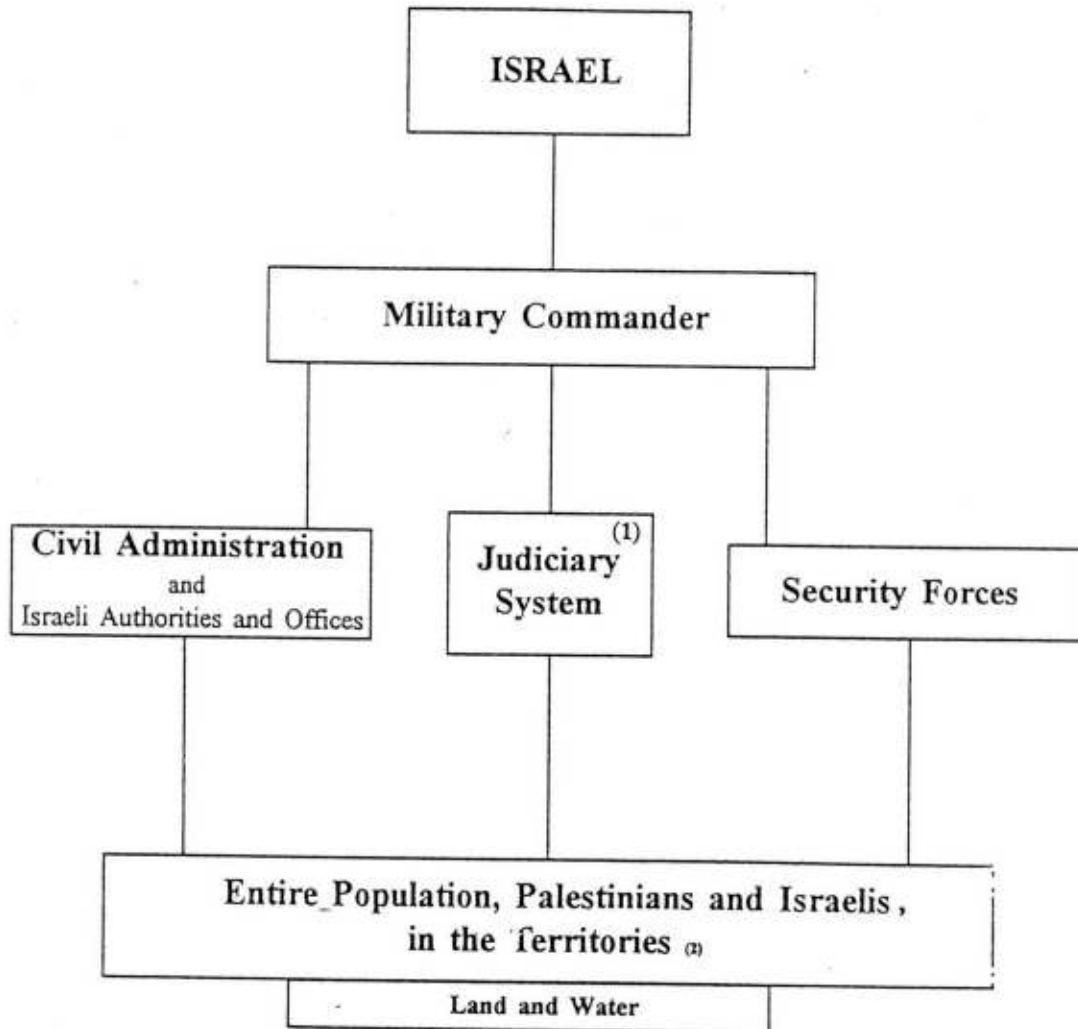 ISRAEL
Military Commander
Civil Administration
and
Israeli Authorities and Offices
(1)
Judiciary
System
Security Forces
Entire Population, Palestinians and Israelis,
in the Territories (2)
Land and Water